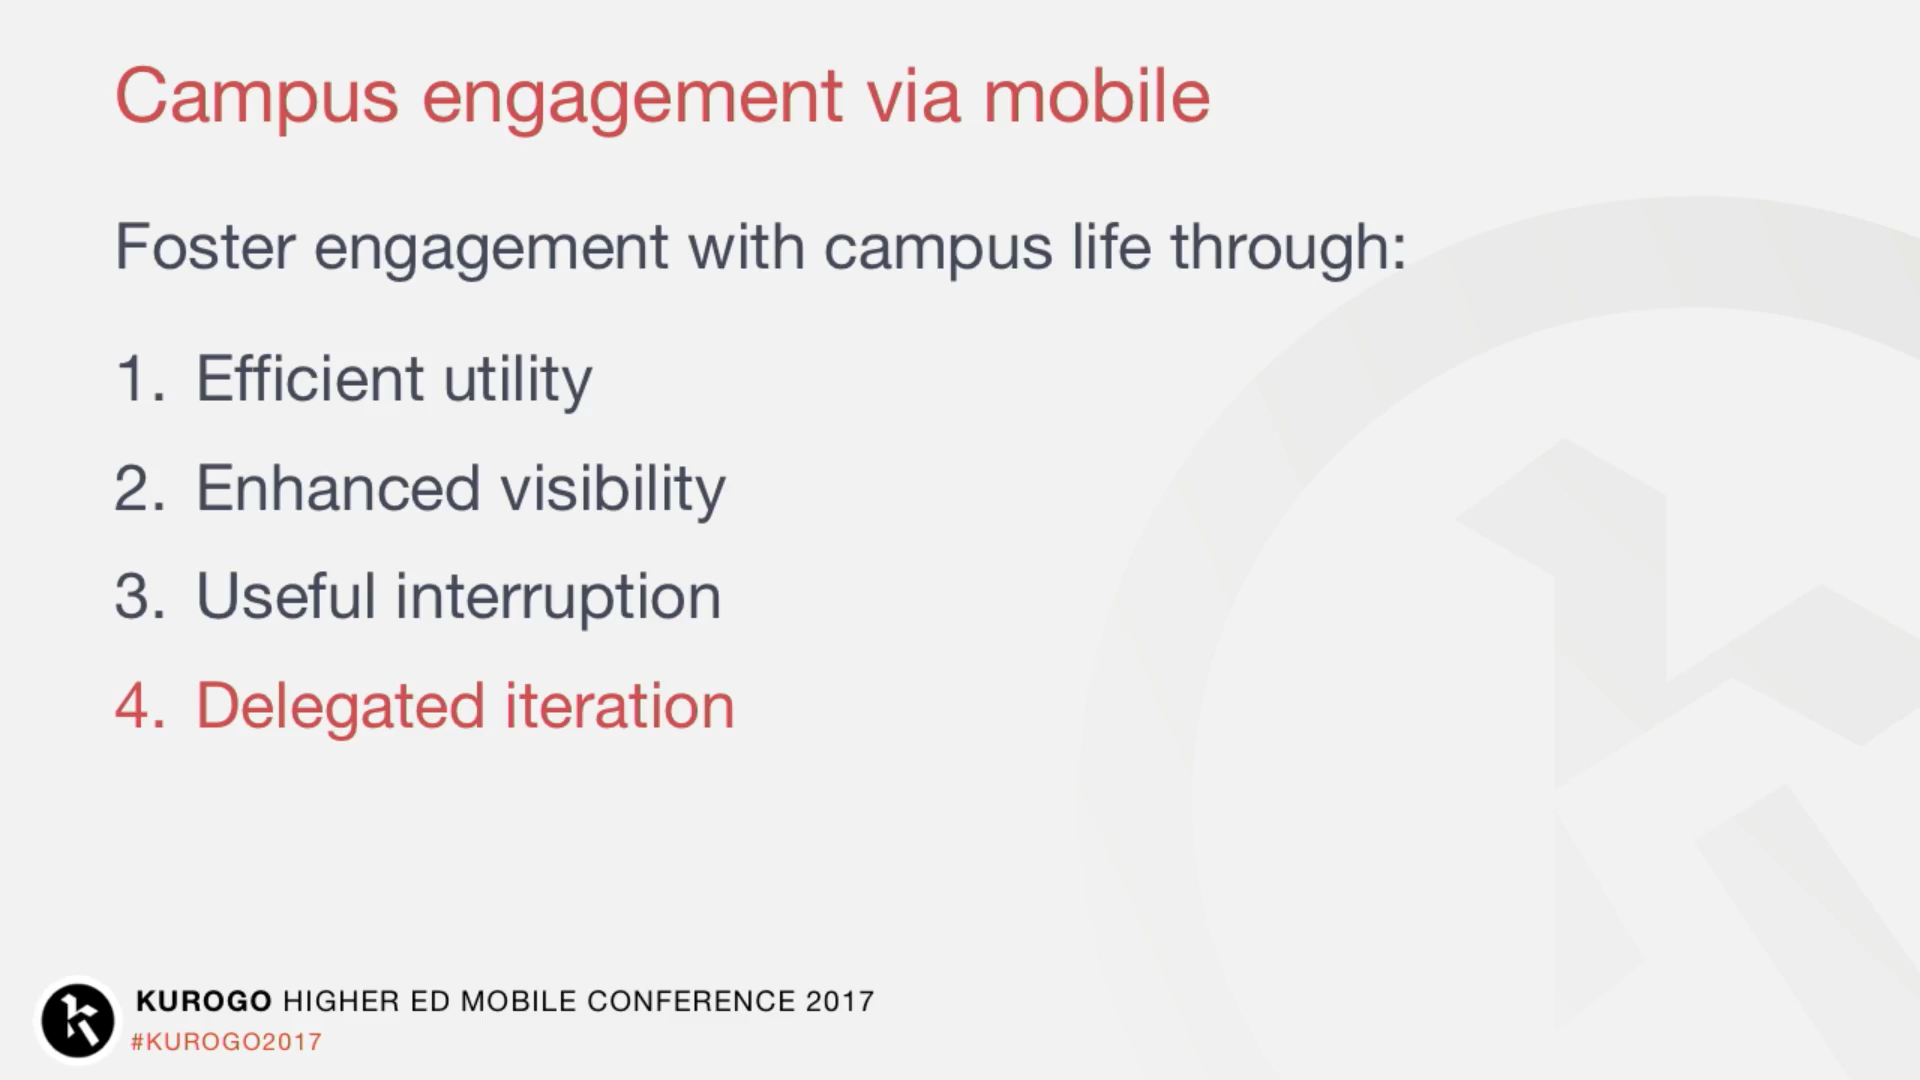 Campus engagement via mobile
Foster engagement with campus life through:
1. Efficient utility
2. Enhanced visibility
3. Useful interruption
4. Delegated iteration
KUROGO HIGHER ED MOBILE CONFERENCE 2017
#KUROGO2017